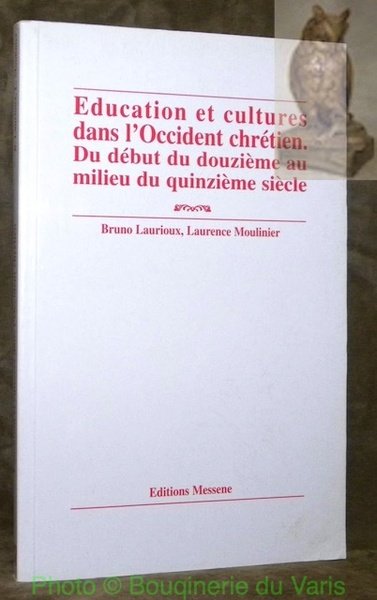 Education et cultures
dans l'Occident chrétien.
Du début du douzième au
milieu du quinzième siècle
Bruno Laurioux, Laurence Moulinier
Editions Messene
Photo © Bouqinerie du Varis